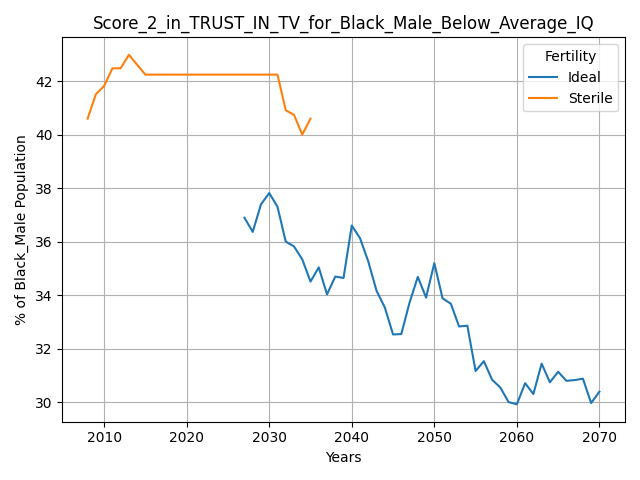 Score_2_in_TRUST_IN_TV_for_Black_Male_Below_Average_IQ
Fertility
Ideal
Sterile
% of Black_Male Population
42
40
38
36
34
32
30
2010 2020 2030 2040 2050 2060 2070
Years